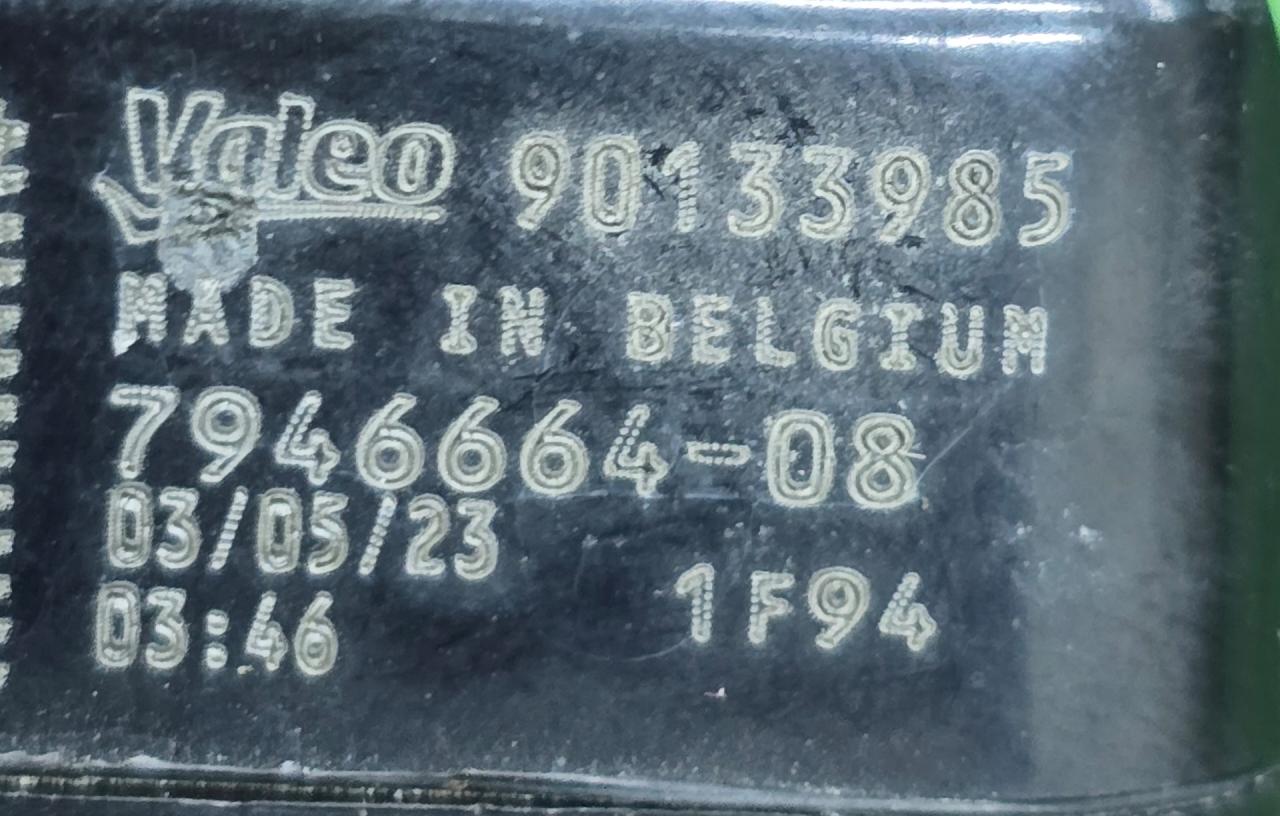 Valeo 90133985
MADE IN BELGIUM
7946664-08
03/05/23
03:46 1F94